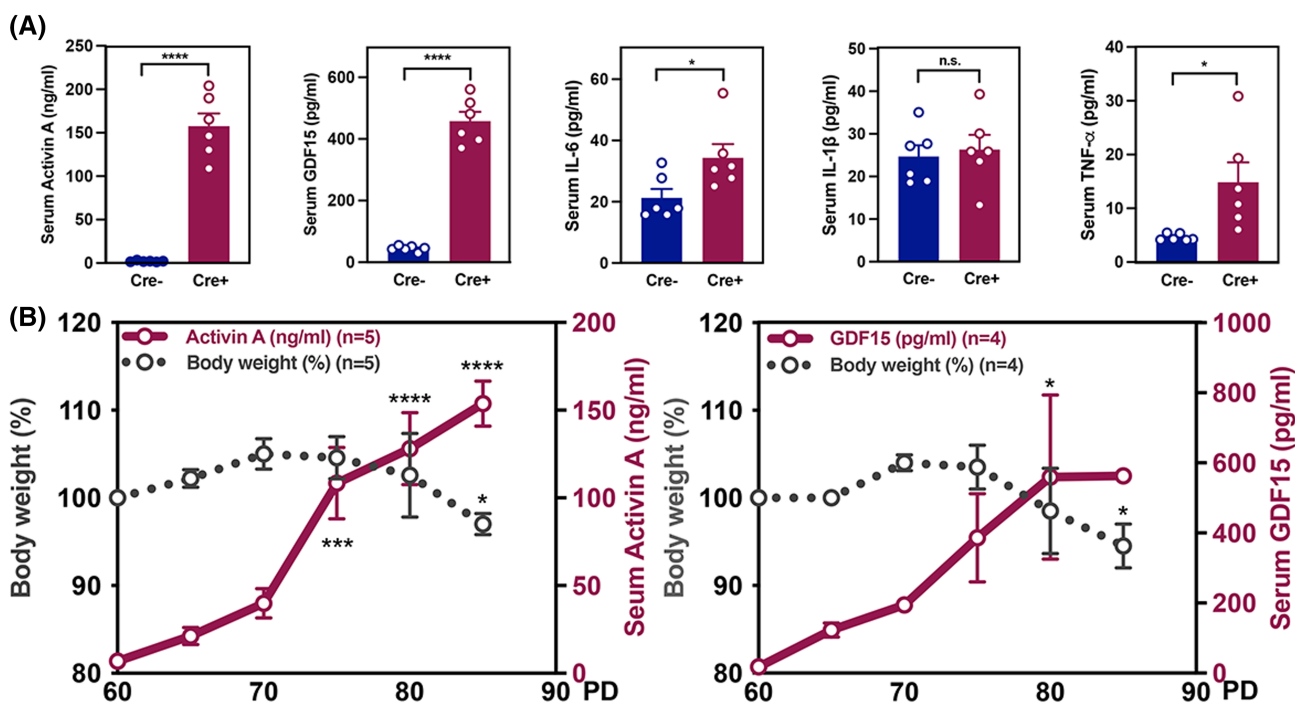 (A)
Serum Activin A (ng/ml)
250
200
150
100
50
0
****
Cre-
Cre+
Serum GDF15 (pg/ml)
600
400
200
0
****
Cre-
Cre+
Serum IL-6 (pg/ml)
60
40
20
0
*
Cre-
Cre+
Serum IL-1β (pg/ml)
50
40
30
20
10
0
n.s.
Cre-
Cre+
Serum TNF-α (pg/ml)
40
30
20
10
0
*
Cre-
Cre+
(B)
Body weight (%)
120
110
100
90
80
Activin A (ng/ml) (n=5)
Body weight (%) (n=5)
***
****
****
*
200
150
100
50
0
Seum Activin A (ng/ml)
60
70
80
90
PD
Body weight (%)
120
110
100
90
80
GDF15 (pg/ml) (n=4)
Body weight (%) (n=4)
*
*
1000
800
600
400
200
0
Serum GDF15 (pg/ml)
60
70
80
90
PD